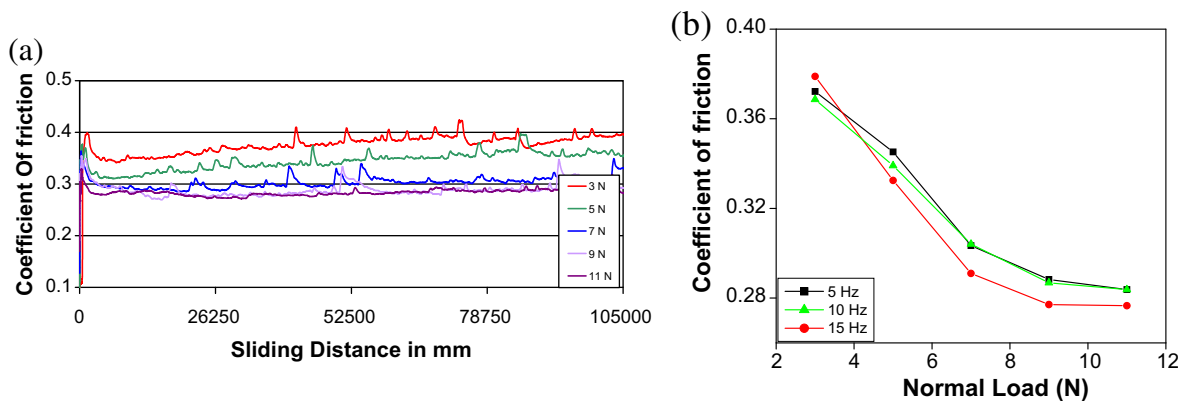 (a)
Coefficient Of friction
0.5
0.4
0.3
0.2
0.1
3 N
5 N
7 N
9 N
11 N
0
26250
52500
78750
105000
Sliding Distance in mm
(b)
Coefficient of friction
0.40
0.36
0.32
0.28
5 Hz
10 Hz
15 Hz
2
4
6
8
10
12
Normal Load (N)